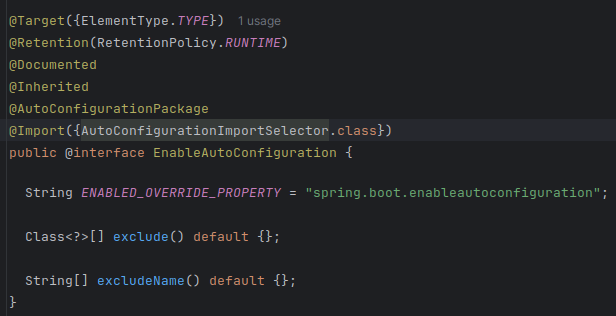 @Target({ElementType.TYPE}) 1 usage
@Retention(RetentionPolicy.RUNTIME)
@Documented
@Inherited
@AutoConfigurationPackage
@Import({AutoConfigurationImportSelector.class})
public @interface EnableAutoConfiguration {
String ENABLED_OVERRIDE_PROPERTY = "spring.boot.enableautoconfiguration";
Class<?>[] exclude() default {};
String[] excludeName() default {};
}